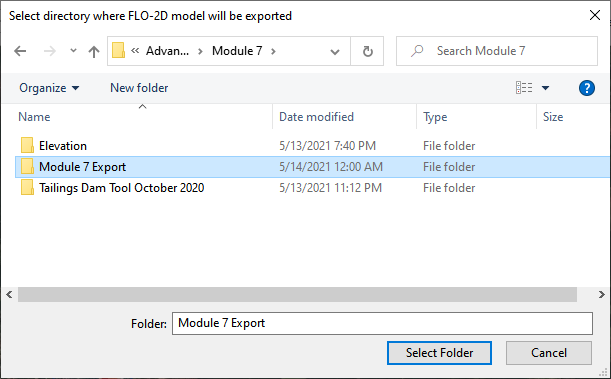 Select directory where FLO-2D model will be exported
« Advan... › Module 7 › Search Module 7
Organize New folder
Name Date modified Type Size
Elevation 5/13/2021 7:40 PM File folder
Module 7 Export 5/14/2021 12:00 AM File folder
Tailings Dam Tool October 2020 5/13/2021 11:12 PM File folder
Folder: Module 7 Export
Select Folder Cancel